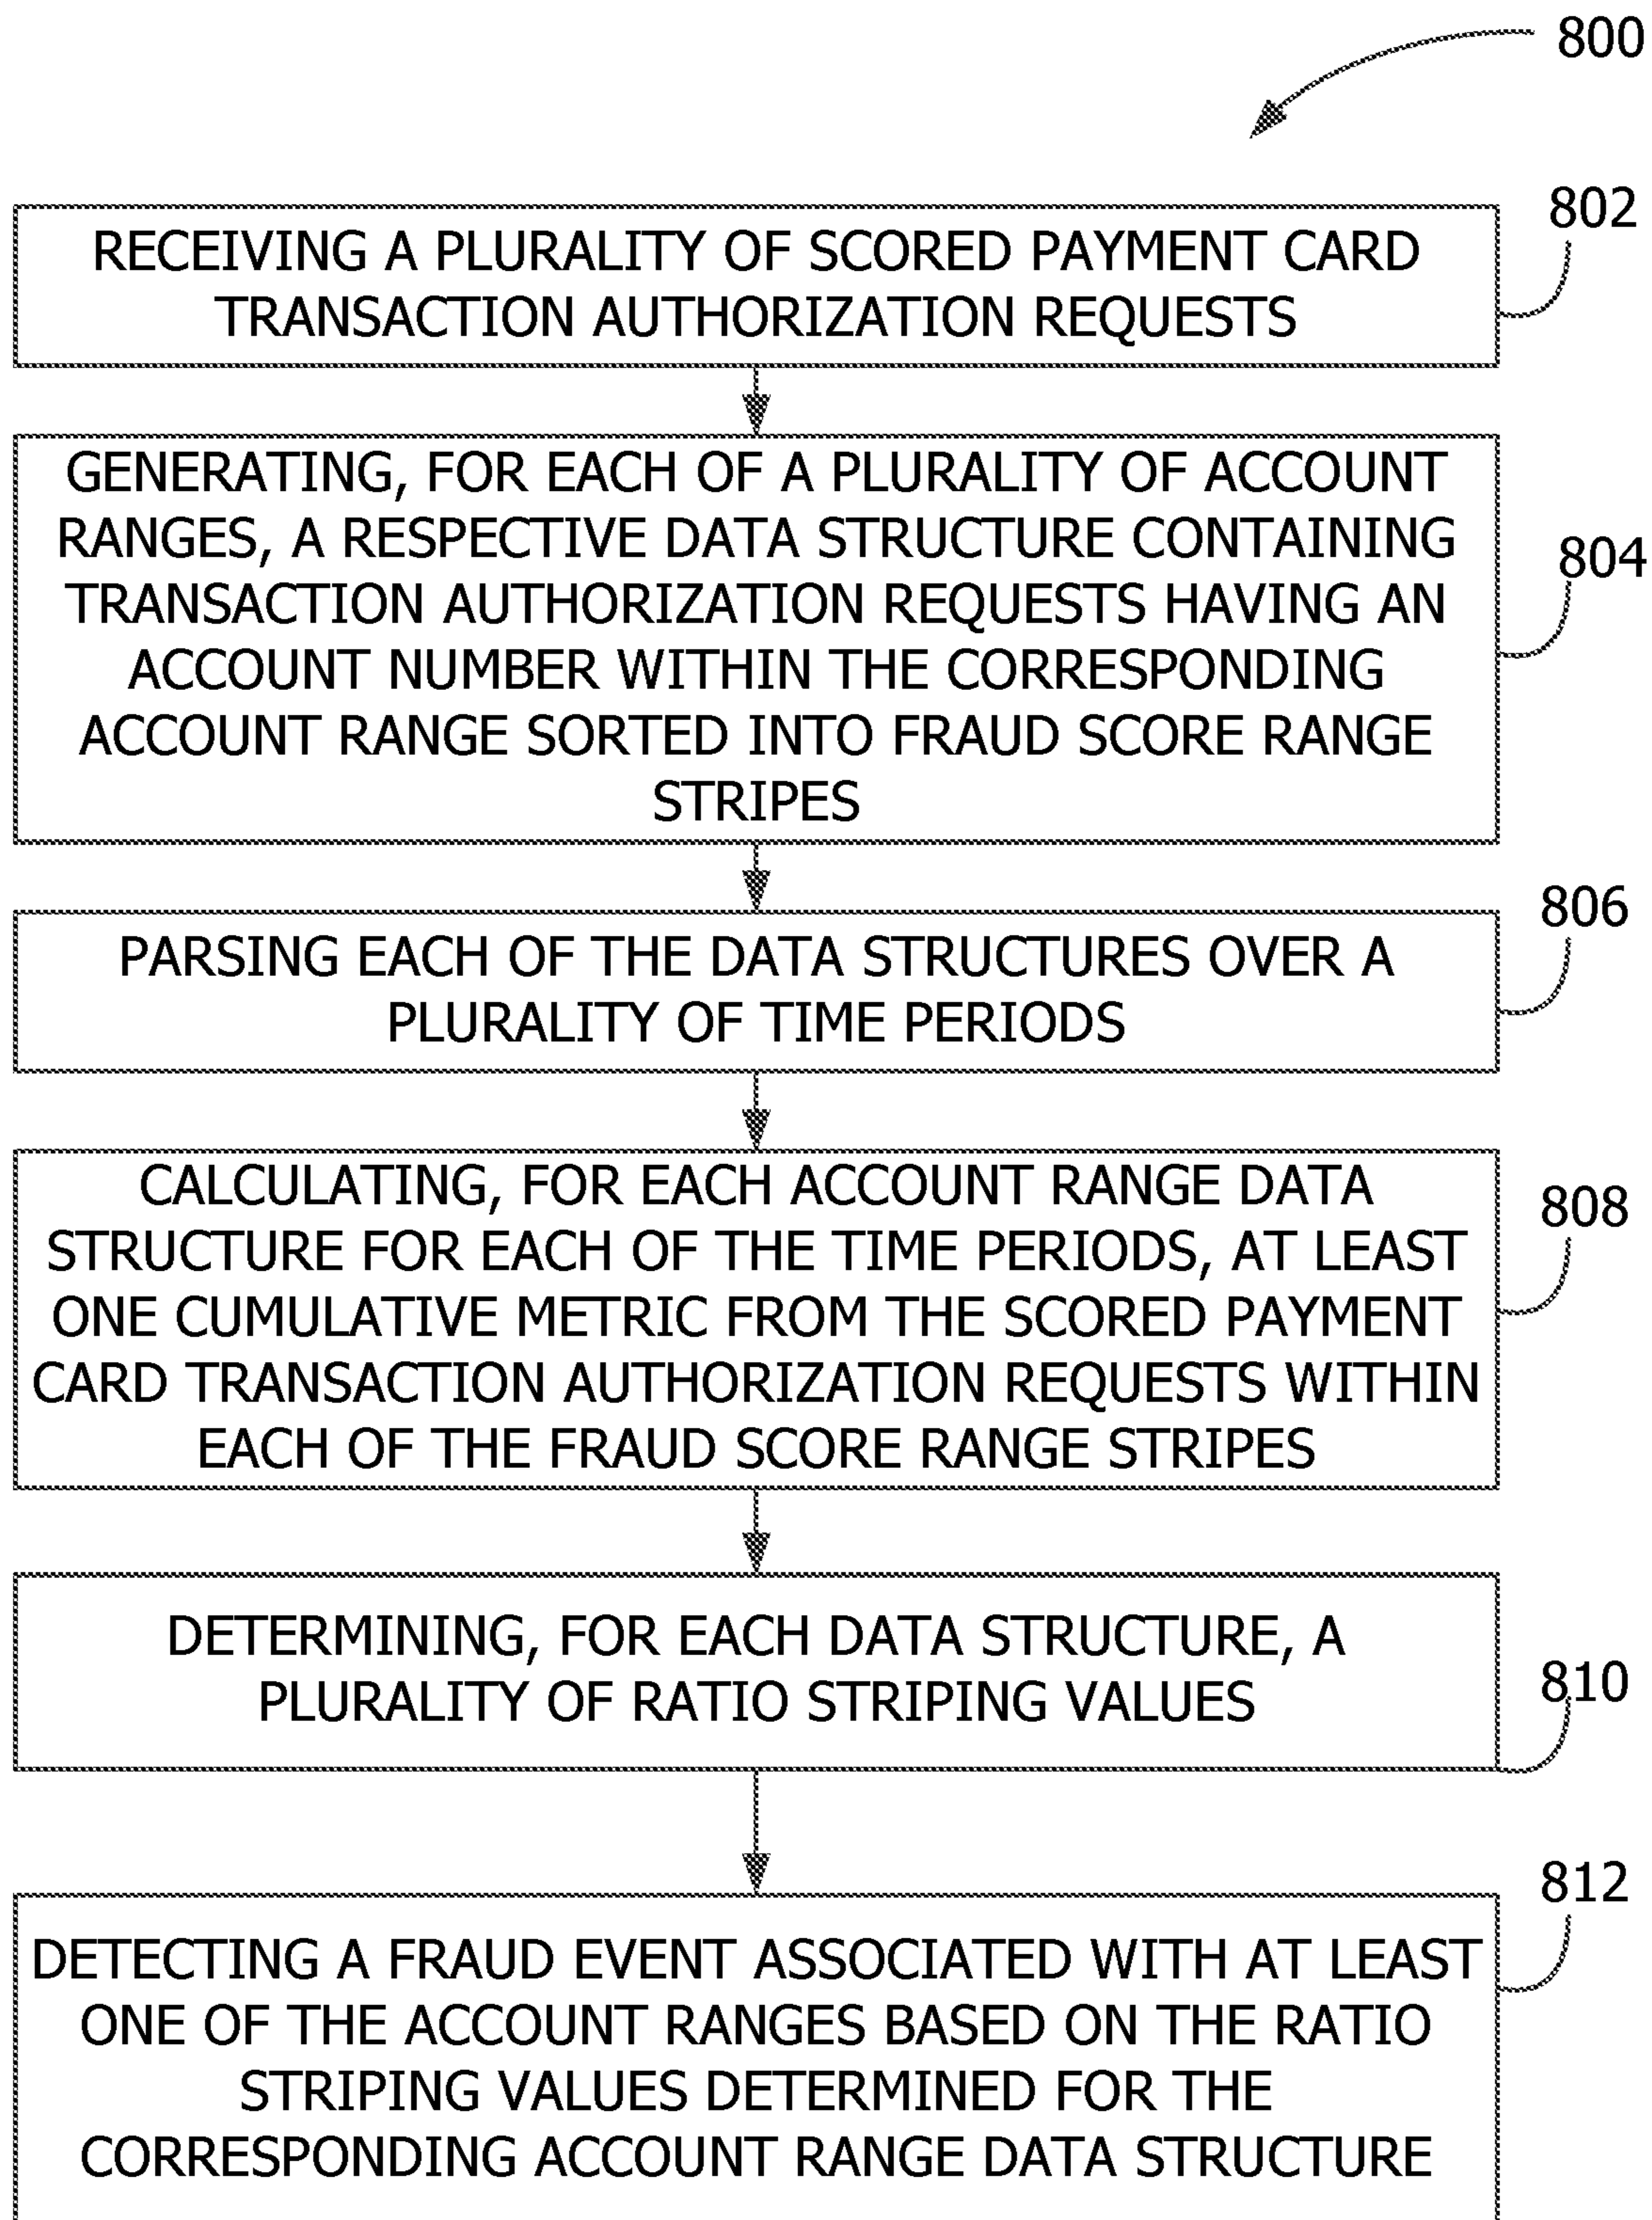 800
802
RECEIVING A PLURALITY OF SCORED PAYMENT CARD
TRANSACTION AUTHORIZATION REQUESTS
GENERATING, FOR EACH OF A PLURALITY OF ACCOUNT
RANGES, A RESPECTIVE DATA STRUCTURE CONTAINING
TRANSACTION AUTHORIZATION REQUESTS HAVING AN
ACCOUNT NUMBER WITHIN THE CORRESPONDING
ACCOUNT RANGE SORTED INTO FRAUD SCORE RANGE
STRIPES
804
806
PARSING EACH OF THE DATA STRUCTURES OVER A
PLURALITY OF TIME PERIODS
CALCULATING, FOR EACH ACCOUNT RANGE DATA
STRUCTURE FOR EACH OF THE TIME PERIODS, AT LEAST
ONE CUMULATIVE METRIC FROM THE SCORED PAYMENT
CARD TRANSACTION AUTHORIZATION REQUESTS WITHIN
EACH OF THE FRAUD SCORE RANGE STRIPES
808
DETERMINING, FOR EACH DATA STRUCTURE, A
PLURALITY OF RATIO STRIPING VALUES
810
812
DETECTING A FRAUD EVENT ASSOCIATED WITH AT LEAST
ONE OF THE ACCOUNT RANGES BASED ON THE RATIO
STRIPING VALUES DETERMINED FOR THE
CORRESPONDING ACCOUNT RANGE DATA STRUCTURE